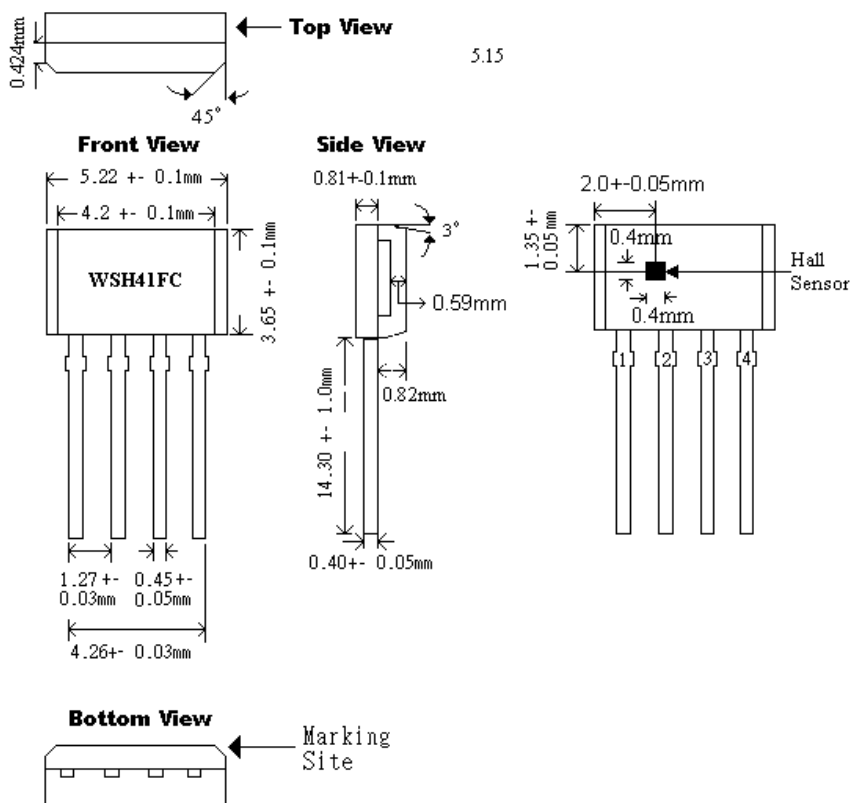 Top View
0.424mm
45°
5.15
Front View
5.22 +- 0.1mm
4.2 +- 0.1mm
WSH41FC
3.65 +- 0.1mm
1.27+-
0.03mm
0.45+-
0.05mm
4.26+- 0.03mm
Side View
0.81+-0.1mm
3°
0.59mm
0.82mm
14.30 +- 1.0mm
0.40+- 0.05mm
2.0+-0.05mm
1.35 +-
0.05mm
0.4mm
0.4mm
Hall
Sensor
1 2 3 4
Bottom View
Marking
Site